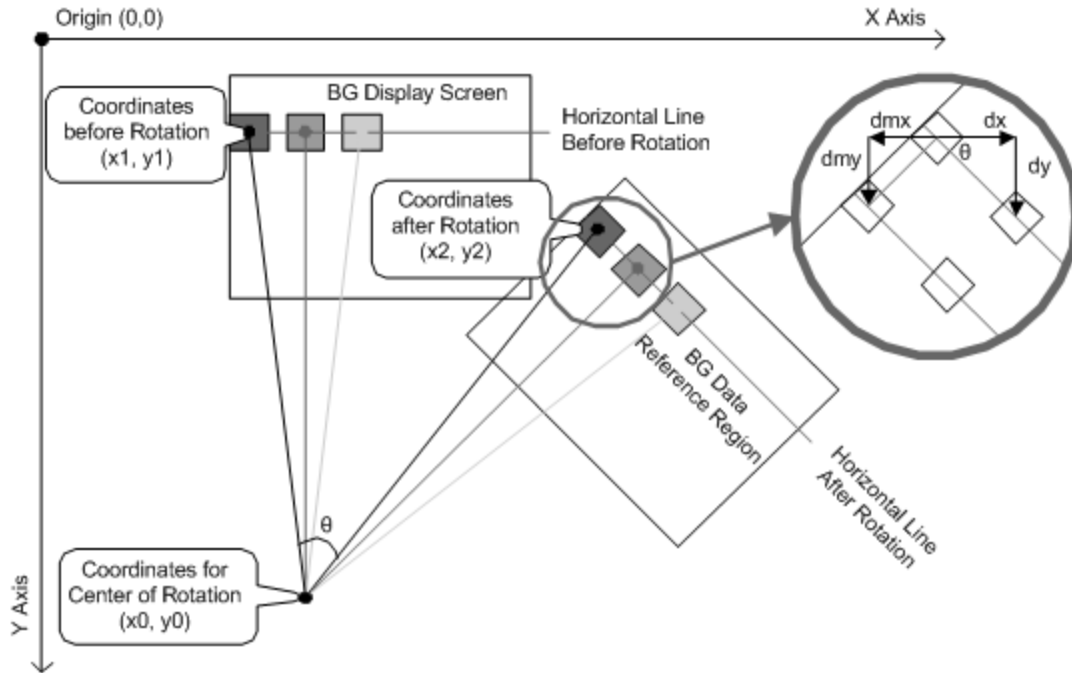 Origin (0,0)
X Axis
BG Display Screen
Coordinates
before Rotation
(x1, y1)
Horizontal Line
Before Rotation
dmx
dx
θ
dmy
dy
Coordinates
after Rotation
(x2, y2)
BG Data
Reference Region
Horizontal Line
After Rotation
θ
Coordinates for
Center of Rotation
(x0, y0)
Y Axis